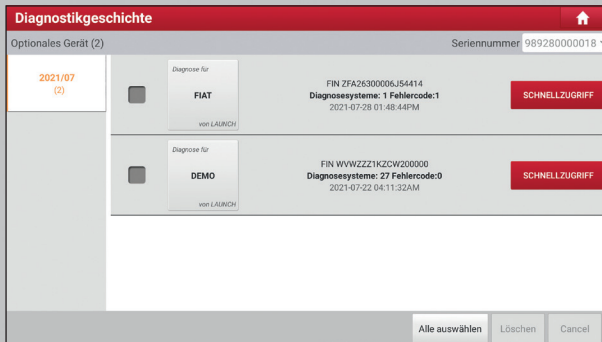 Diagnostikgeschichte
Optionales Gerät (2)
Seriennummer 989280000018
2021/07
(2)
Diagnose für
FIAT
von LAUNCH
FIN ZFA26300006J54414
Diagnosesysteme: 1 Fehlercode:1
2021-07-28 01:48:44PM
SCHNELLZUGRIFF
Diagnose für
DEMO
von LAUNCH
FIN WVWZZZ1KZCW200000
Diagnosesysteme: 27 Fehlercode:0
2021-07-22 04:11:32AM
SCHNELLZUGRIFF
Alle auswählen
Löschen
Cancel